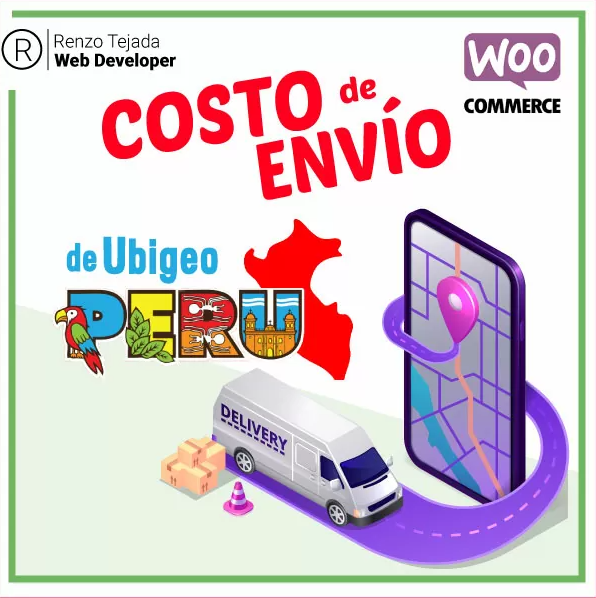 R
Renzo Tejada
Web Developer
WOO
COMMERCE
COSTO de
ENVÍO
de Ubigeo
PERU
DELIVERY